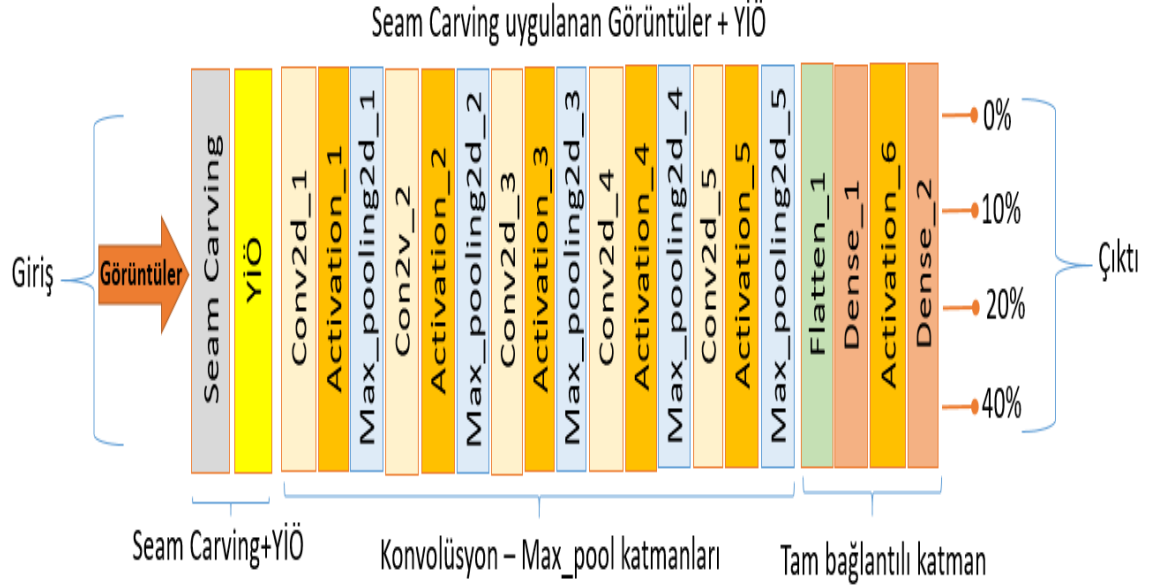 Seam Carving uygulanan Görüntüler + YİÖ
Giriş
Görüntüler
Seam Carving
YİÖ
Conv2d_1
Activation_1
Max_pooling2d_1
Con2v_2
Activation_2
Max_pooling2d_2
Conv2d_3
Activation_3
Max_pooling2d_3
Conv2d_4
Activation_4
Max_pooling2d_4
Conv2d_5
Activation_5
Max_pooling2d_5
Flatten_1
Dense_1
Activation_6
Dense_2
0%
10%
20%
40%
Çıktı
Seam Carving+YİÖ
Konvolüsyon – Max_pool katmanları
Tam bağlantılı katman